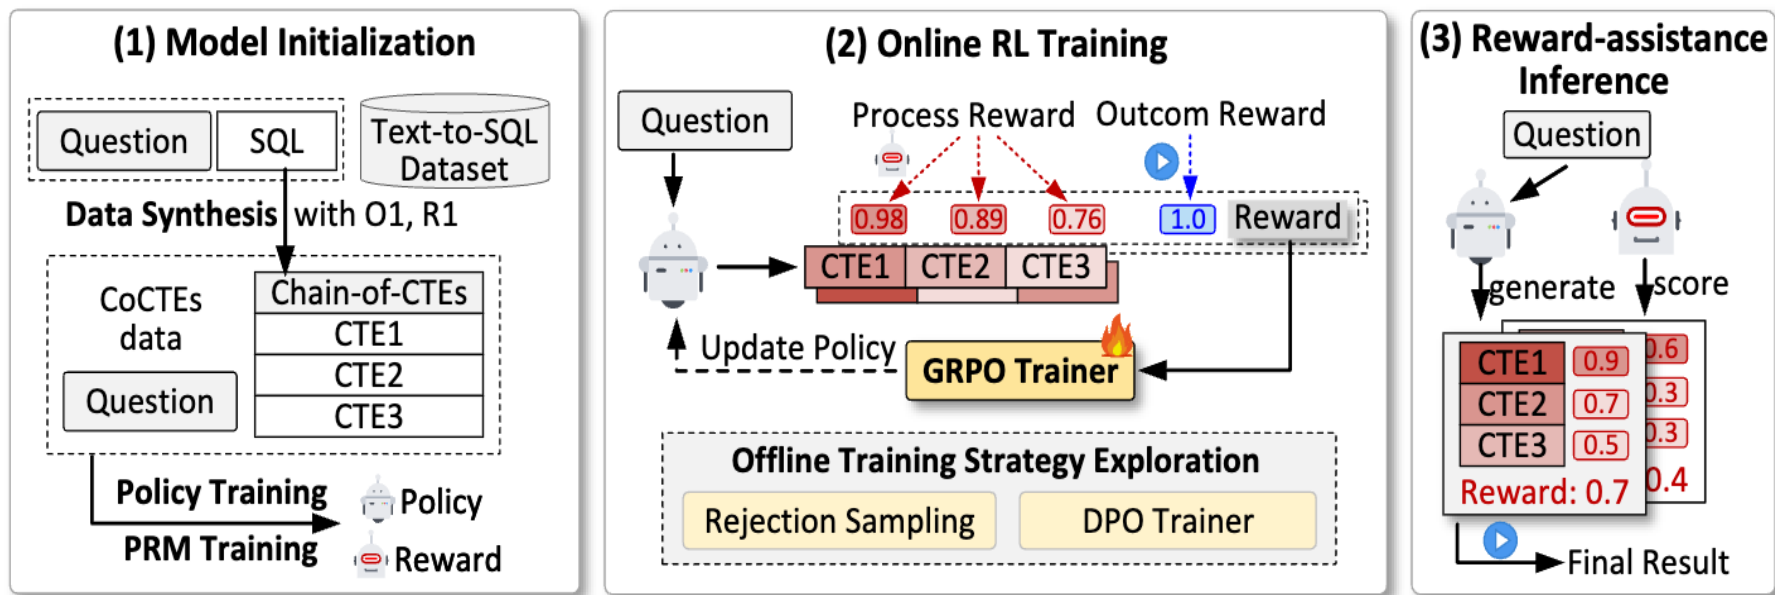 (1) Model Initialization
Question
SQL
Text-to-SQL
Dataset
Data Synthesis with O1, R1
CoCTEs
data
Question
Chain-of-CTEs
CTE1
CTE2
CTE3
Policy Training
PRM Training
Policy
Reward
(2) Online RL Training
Question
Process Reward
Outcom Reward
0.98
0.89
0.76
1.0
Reward
CTE1
CTE2
CTE3
Update Policy
GRPO Trainer
Offline Training Strategy Exploration
Rejection Sampling
DPO Trainer
(3) Reward-assistance
Inference
Question
generate
score
CTE1
0.9
CTE2
0.7
CTE3
0.5
Reward: 0.7
0.6
0.3
0.3
0.4
Final Result